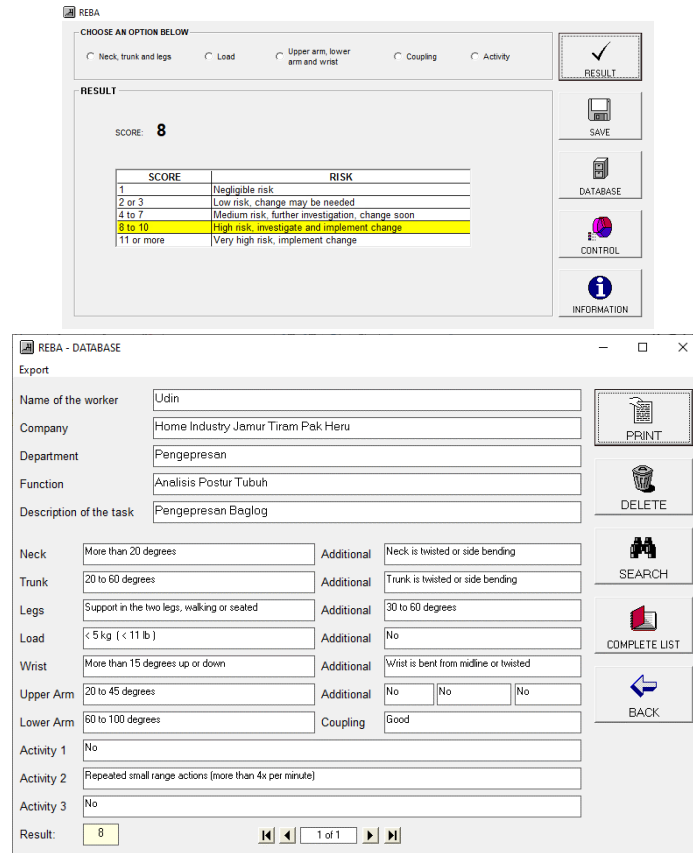 REBA
CHOOSE AN OPTION BELOW
Neck, trunk and legs
Load
Upper arm, lower
arm and wrist
Coupling
Activity
RESULT
RESULT
SCORE: 8
SCORE RISK
1 Negligible risk
2 or 3 Low risk, change may be needed
4 to 7 Medium risk, further investigation, change soon
8 to 10 High risk, investigate and implement change
11 or more Very high risk, implement change
SAVE
DATABASE
CONTROL
INFORMATION
REBA - DATABASE
Export
Name of the worker Udin
Company Home Industry Jamur Tiram Pak Heru
Department Pengepresan
Function Analisis Postur Tubuh
Description of the task Pengepresan Baglog
Neck More than 20 degrees Additional Neck is twisted or side bending
Trunk 20 to 60 degrees Additional Trunk is twisted or side bending
Legs Support in the two legs, walking or seated Additional 30 to 60 degrees
Load < 5 kg ( < 11 lb ) Additional No
Wrist More than 15 degrees up or down Additional Wrist is bent from midline or twisted
Upper Arm 20 to 45 degrees Additional No No No
Lower Arm 60 to 100 degrees Coupling Good
Activity 1 No
Activity 2 Repeated small range actions (more than 4x per minute)
Activity 3 No
Result: 8 1 of 1
PRINT
DELETE
SEARCH
COMPLETE LIST
BACK